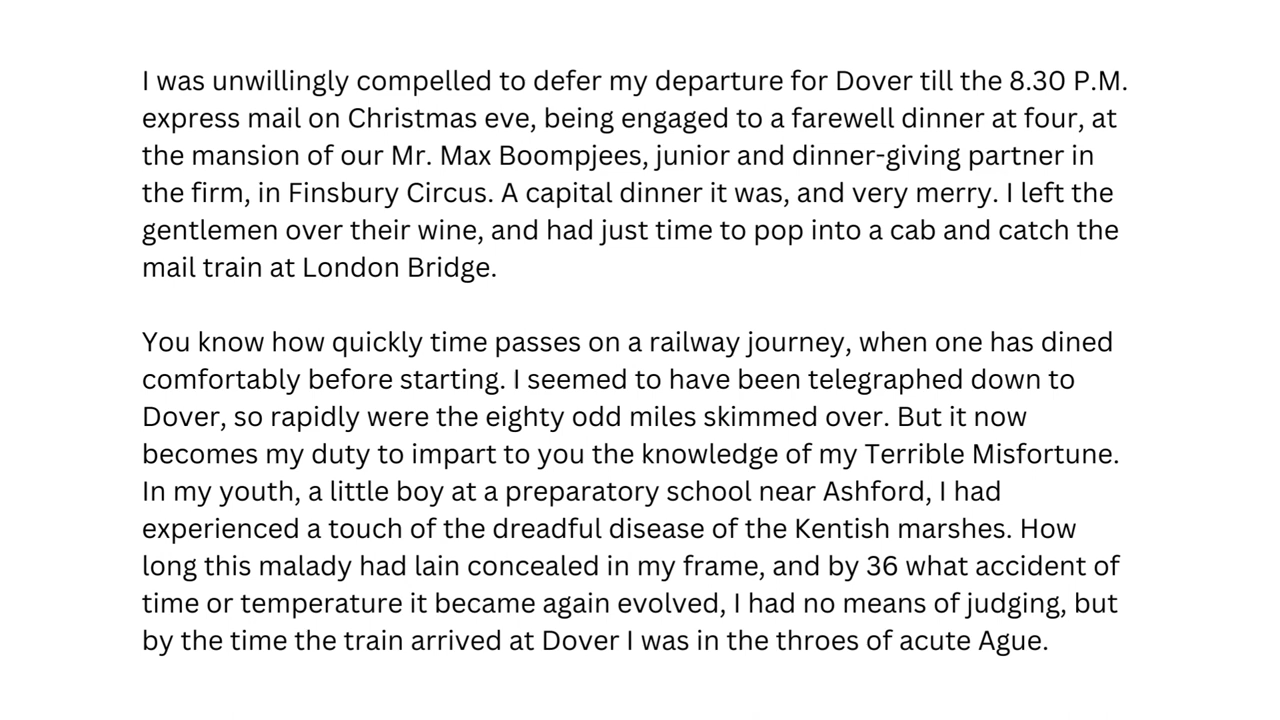 I was unwillingly compelled to defer my departure for Dover till the 8.30 P.M.
express mail on Christmas eve, being engaged to a farewell dinner at four, at
the mansion of our Mr. Max Boompjees, junior and dinner-giving partner in
the firm, in Finsbury Circus. A capital dinner it was, and very merry. I left the
gentlemen over their wine, and had just time to pop into a cab and catch the
mail train at London Bridge.

You know how quickly time passes on a railway journey, when one has dined
comfortably before starting. I seemed to have been telegraphed down to
Dover, so rapidly were the eighty odd miles skimmed over. But it now
becomes my duty to impart to you the knowledge of my Terrible Misfortune.
In my youth, a little boy at a preparatory school near Ashford, I had
experienced a touch of the dreadful disease of the Kentish marshes. How
long this malady had lain concealed in my frame, and by 36 what accident of
time or temperature it became again evolved, I had no means of judging, but
by the time the train arrived at Dover I was in the throes of acute Ague.